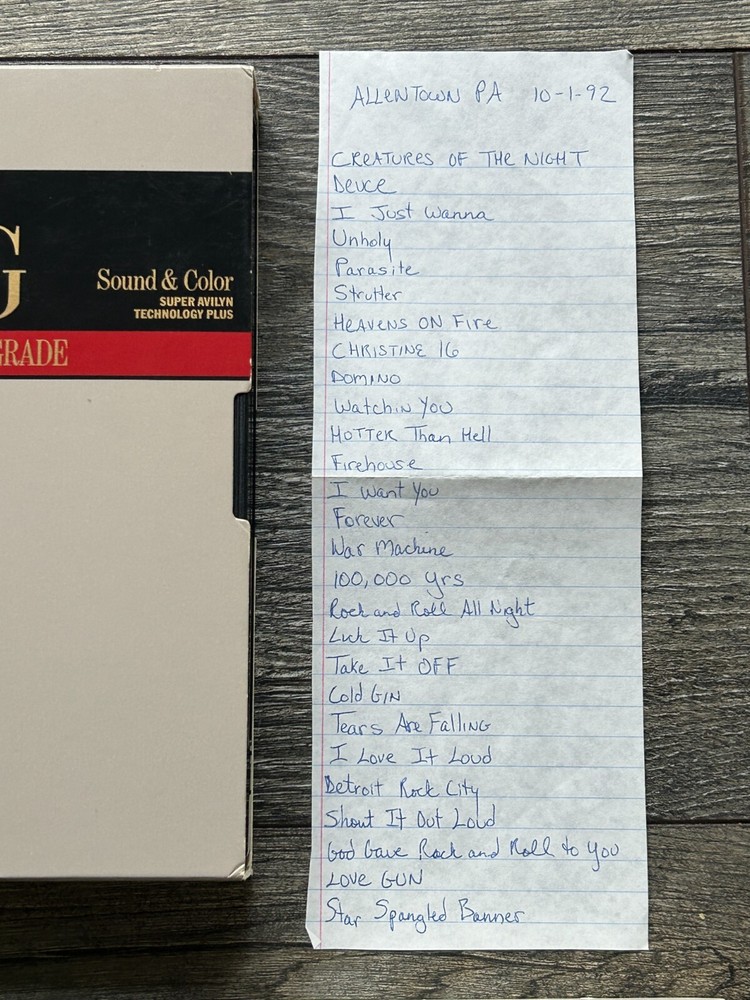 G
Sound & Color
SUPER AVILYN
TECHNOLOGY PLUS
GRADE
ALLENTOWN PA 10-1-92
CREATURES OF THE NIGHT
Deuce
I Just Wanna
Unholy
Parasite
Strutter
HEAVENS ON Fire
CHRISTINE 16
DOMINO
Watchin You
HOTTER Than Hell
Firehouse
I Want You
Forever
War Machine
100,000 yrs
Rock and Roll All Night
Lick It Up
Take It OFF
Cold GIN
Tears Are FallING
I Love It Loud
Detroit Rock City
Shout It Out Loud
God Gave Rock and Roll to you
LOVE GUN
Star Spangled Banner